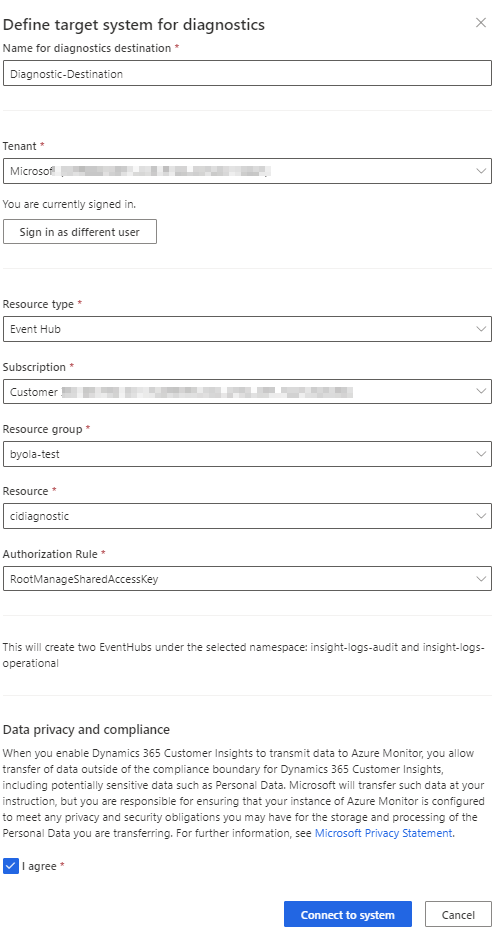 Define target system for diagnostics
Name for diagnostics destination *
Diagnostic-Destination
Tenant *
Microsof
You are currently signed in.
Sign in as different user
Resource type *
Event Hub
Subscription *
Customer
Resource group *
byola-test
Resource *
cidiagnostic
Authorization Rule *
RootManageSharedAccessKey
This will create two EventHubs under the selected namespace: insight-logs-audit and insight-logs-
operational
Data privacy and compliance
When you enable Dynamics 365 Customer Insights to transmit data to Azure Monitor, you allow
transfer of data outside of the compliance boundary for Dynamics 365 Customer Insights,
including potentially sensitive data such as Personal Data. Microsoft will transfer such data at your
instruction, but you are responsible for ensuring that your instance of Azure Monitor is configured
to meet any privacy and security obligations you may have for the storage and processing of the
Personal Data you are transferring. For further information, see Microsoft Privacy Statement.
I agree *
Connect to system
Cancel